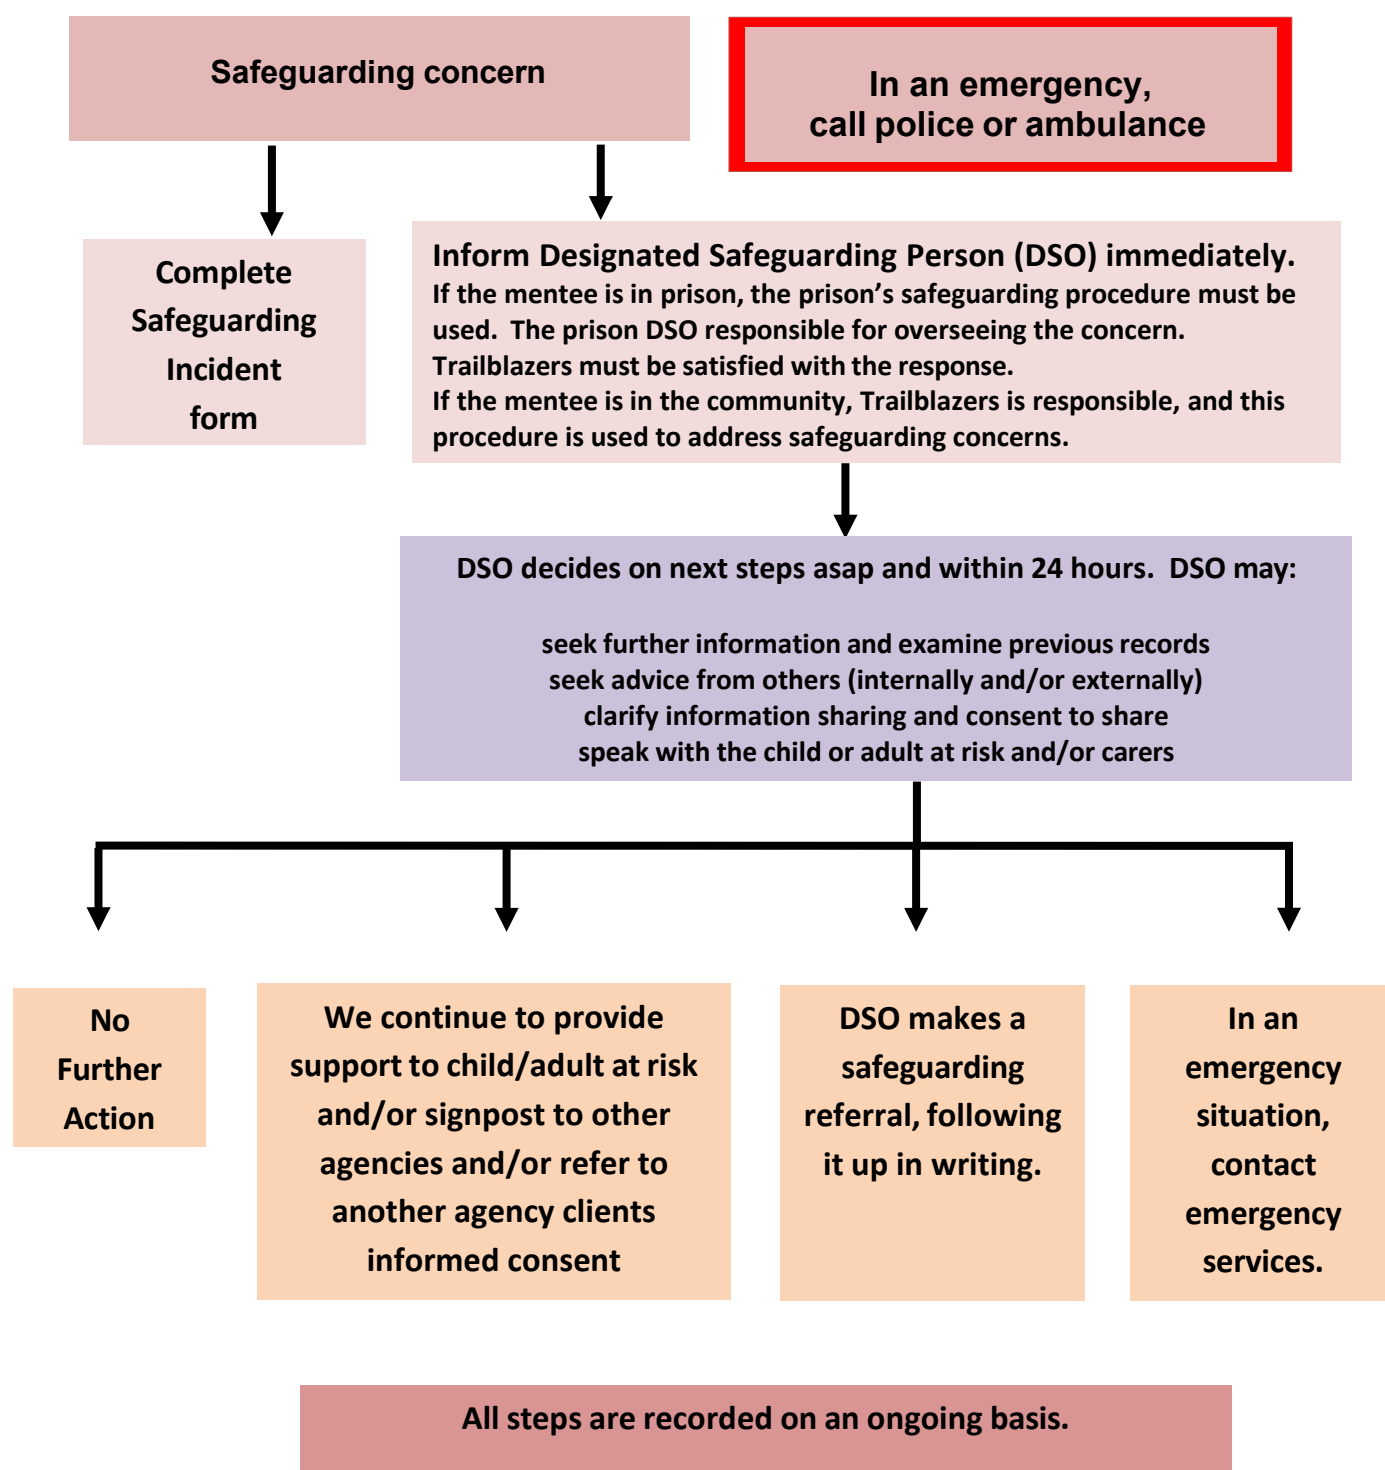 Safeguarding concern
In an emergency,
call police or ambulance
Complete
Safeguarding
Incident
form
Inform Designated Safeguarding Person (DSO) immediately.
If the mentee is in prison, the prison’s safeguarding procedure must be
used.  The prison DSO responsible for overseeing the concern.
Trailblazers must be satisfied with the response.
If the mentee is in the community, Trailblazers is responsible, and this
procedure is used to address safeguarding concerns.
DSO decides on next steps asap and within 24 hours.  DSO may:
seek further information and examine previous records
seek advice from others (internally and/or externally)
clarify information sharing and consent to share
speak with the child or adult at risk and/or carers
No
Further
Action
We continue to provide
support to child/adult at risk
and/or signpost to other
agencies and/or refer to
another agency clients
informed consent
DSO makes a
safeguarding
referral, following
it up in writing.
In an
emergency
situation,
contact
emergency
services.
All steps are recorded on an ongoing basis.